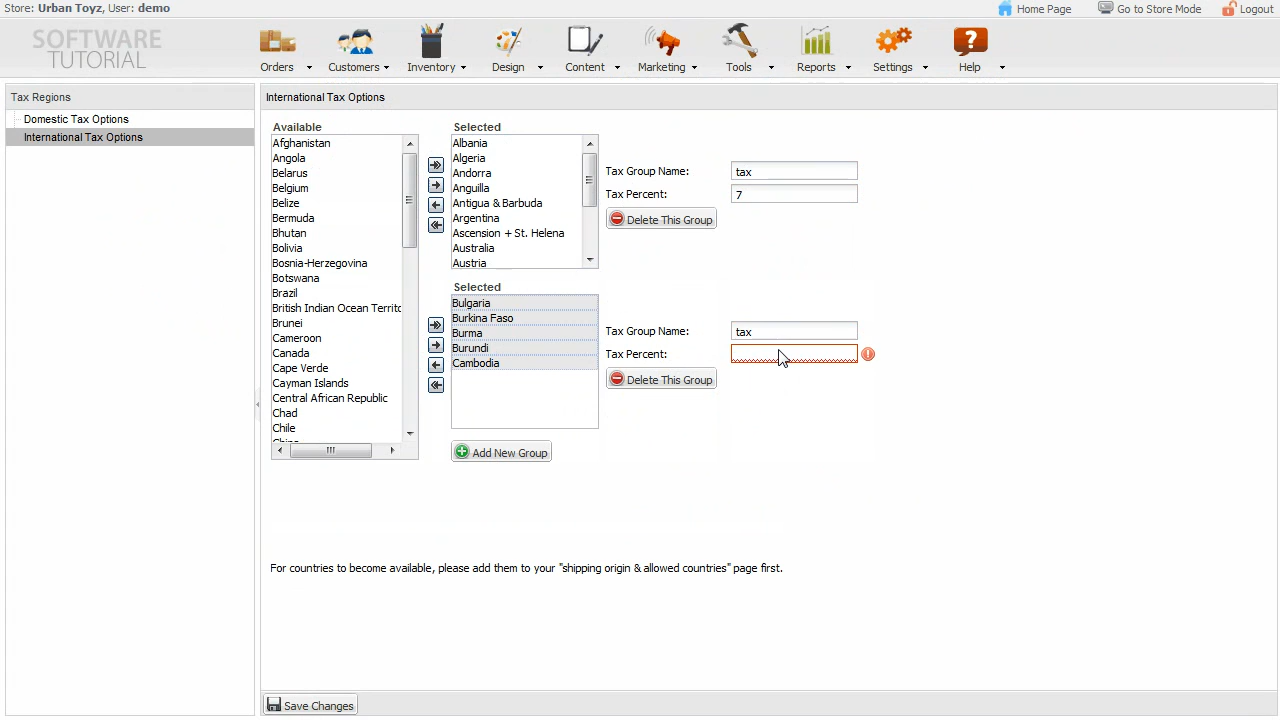 Store: Urban Toyz, User: demo
Home Page
Go to Store Mode
Logout
SOFTWARE
TUTORIAL
Orders
Customers
Inventory
Design
Content
Marketing
Tools
Reports
Settings
Help
Tax Regions
Domestic Tax Options
International Tax Options
International Tax Options
Available
Afghanistan
Angola
Belarus
Belgium
Belize
Bermuda
Bhutan
Bolivia
Bosnia-Herzegovina
Botswana
Brazil
British Indian Ocean Territo
Brunei
Cameroon
Canada
Cape Verde
Cayman Islands
Central African Republic
Chad
Chile
Selected
Albania
Algeria
Andorra
Anguilla
Antigua & Barbuda
Argentina
Ascension + St. Helena
Australia
Austria
Tax Group Name: tax
Tax Percent: 7
Delete This Group
Selected
Bulgaria
Burkina Faso
Burma
Burundi
Cambodia
Tax Group Name: tax
Tax Percent:
Delete This Group
Add New Group
For countries to become available, please add them to your "shipping origin & allowed countries" page first.
Save Changes